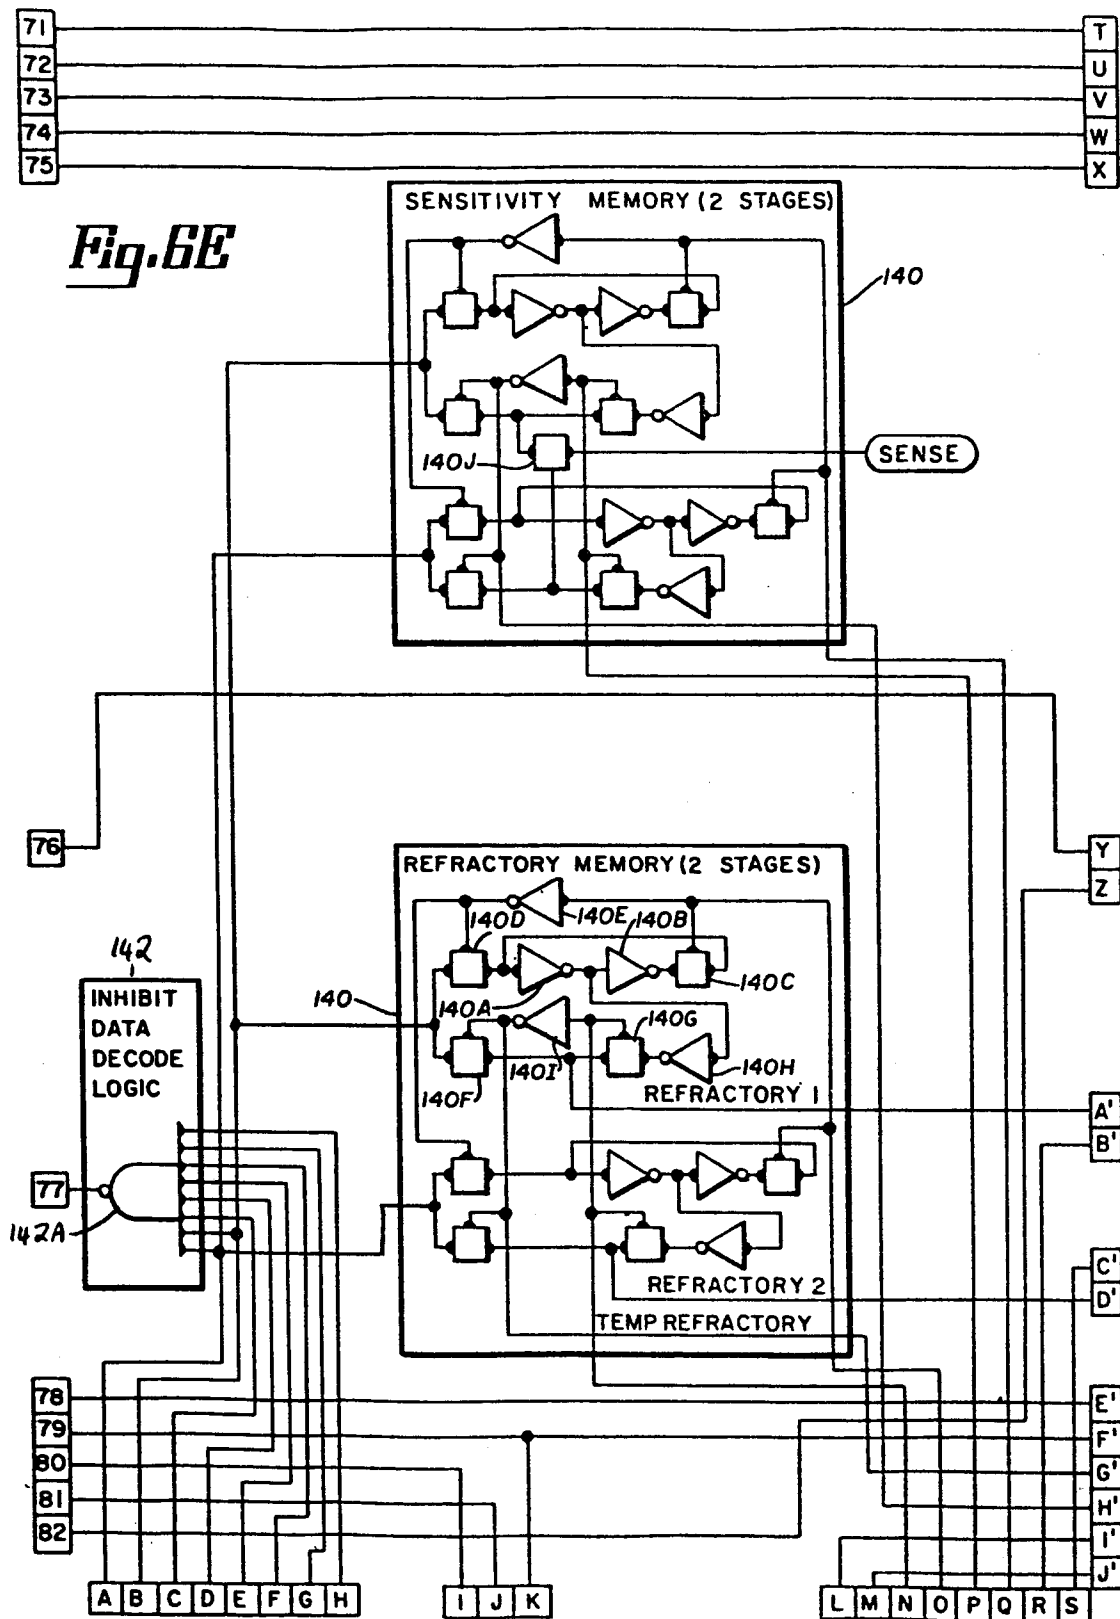 71 T
72 U
73 V
74 W
75 X
SENSITIVITY MEMORY (2 STAGES)
Fig. 6E
140
140J
SENSE
76 Y
REFRACTORY MEMORY (2 STAGES)
Z
140D
140E
140B
142
140
140A
140C
INHIBIT
DATA
DECODE
LOGIC
140G
140I
140H
140F
REFRACTORY 1
A'
B'
77
142A
C'
REFRACTORY 2
D'
TEMP REFRACTORY
78 E'
79 F'
80 G'
81 H'
82 I'
J'
A B C D E F G H I J K L M N O P Q R S